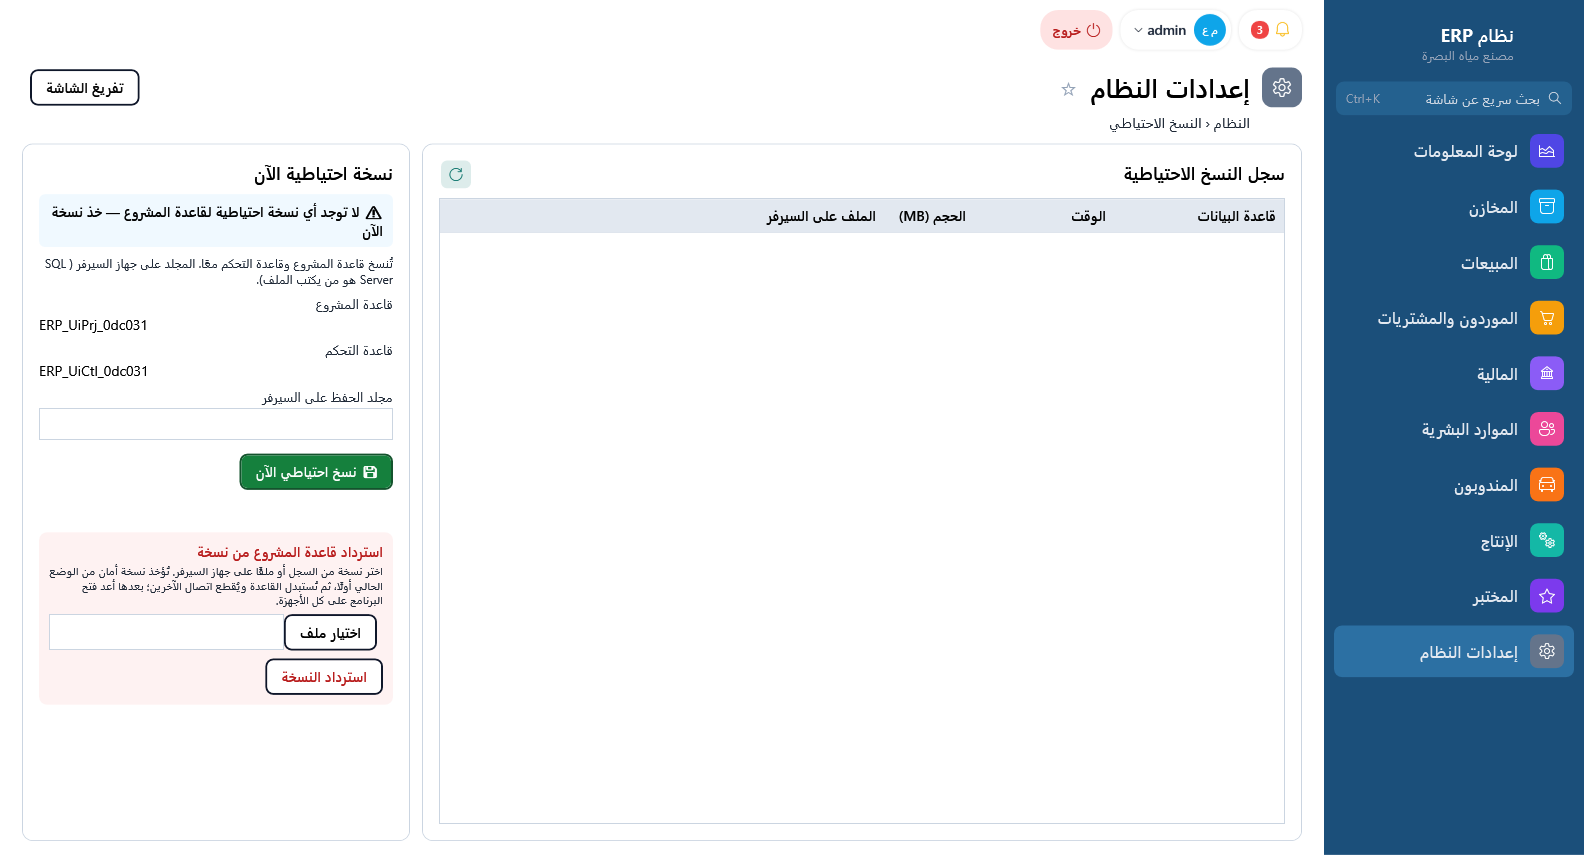 نظام ERP
مصنع مياه البصرة
بحث سريع عن شاشة Ctrl+K
لوحة المعلومات
المخازن
المبيعات
الموردون والمشتريات
المالية
الموارد البشرية
المندوبون
الإنتاج
المختبر
إعدادات النظام
3
م ع admin
خروج
إعدادات النظام
النظام › النسخ الاحتياطي
تفريغ الشاشة
سجل النسخ الاحتياطية
قاعدة البيانات الوقت الحجم (MB) الملف على السيرفر
نسخة احتياطية الآن
⚠ لا توجد أي نسخة احتياطية لقاعدة المشروع — خذ نسخة
الآن
تُنسخ قاعدة المشروع وقاعدة التحكم معًا. المجلد على جهاز السيرفر (SQL
Server هو من يكتب الملف).
قاعدة المشروع
ERP_UiPrj_0dc031
قاعدة التحكم
ERP_UiCtl_0dc031
مجلد الحفظ على السيرفر
نسخ احتياطي الآن
استرداد قاعدة المشروع من نسخة
اختر نسخة من السجل أو ملفًا على جهاز السيرفر. تُؤخذ نسخة أمان من الوضع
الحالي أولًا، ثم تُستبدل القاعدة ويُقطع اتصال الآخرين؛ بعدها أعد فتح
البرنامج على كل الأجهزة.
اختيار ملف
استرداد النسخة